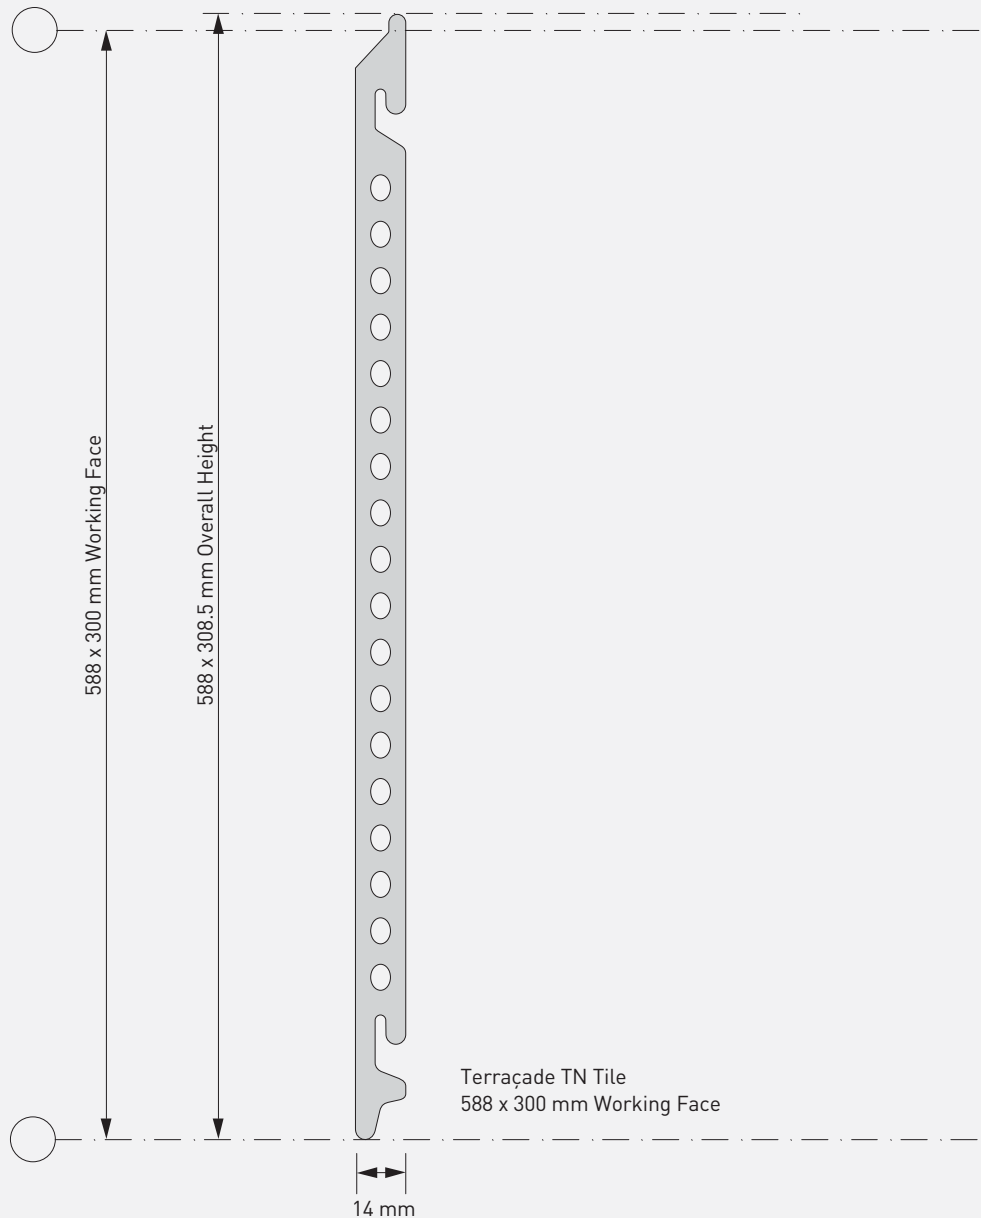 588 x 300 mm Working Face
588 x 308.5 mm Overall Height
Terraçade TN Tile
588 x 300 mm Working Face
14 mm